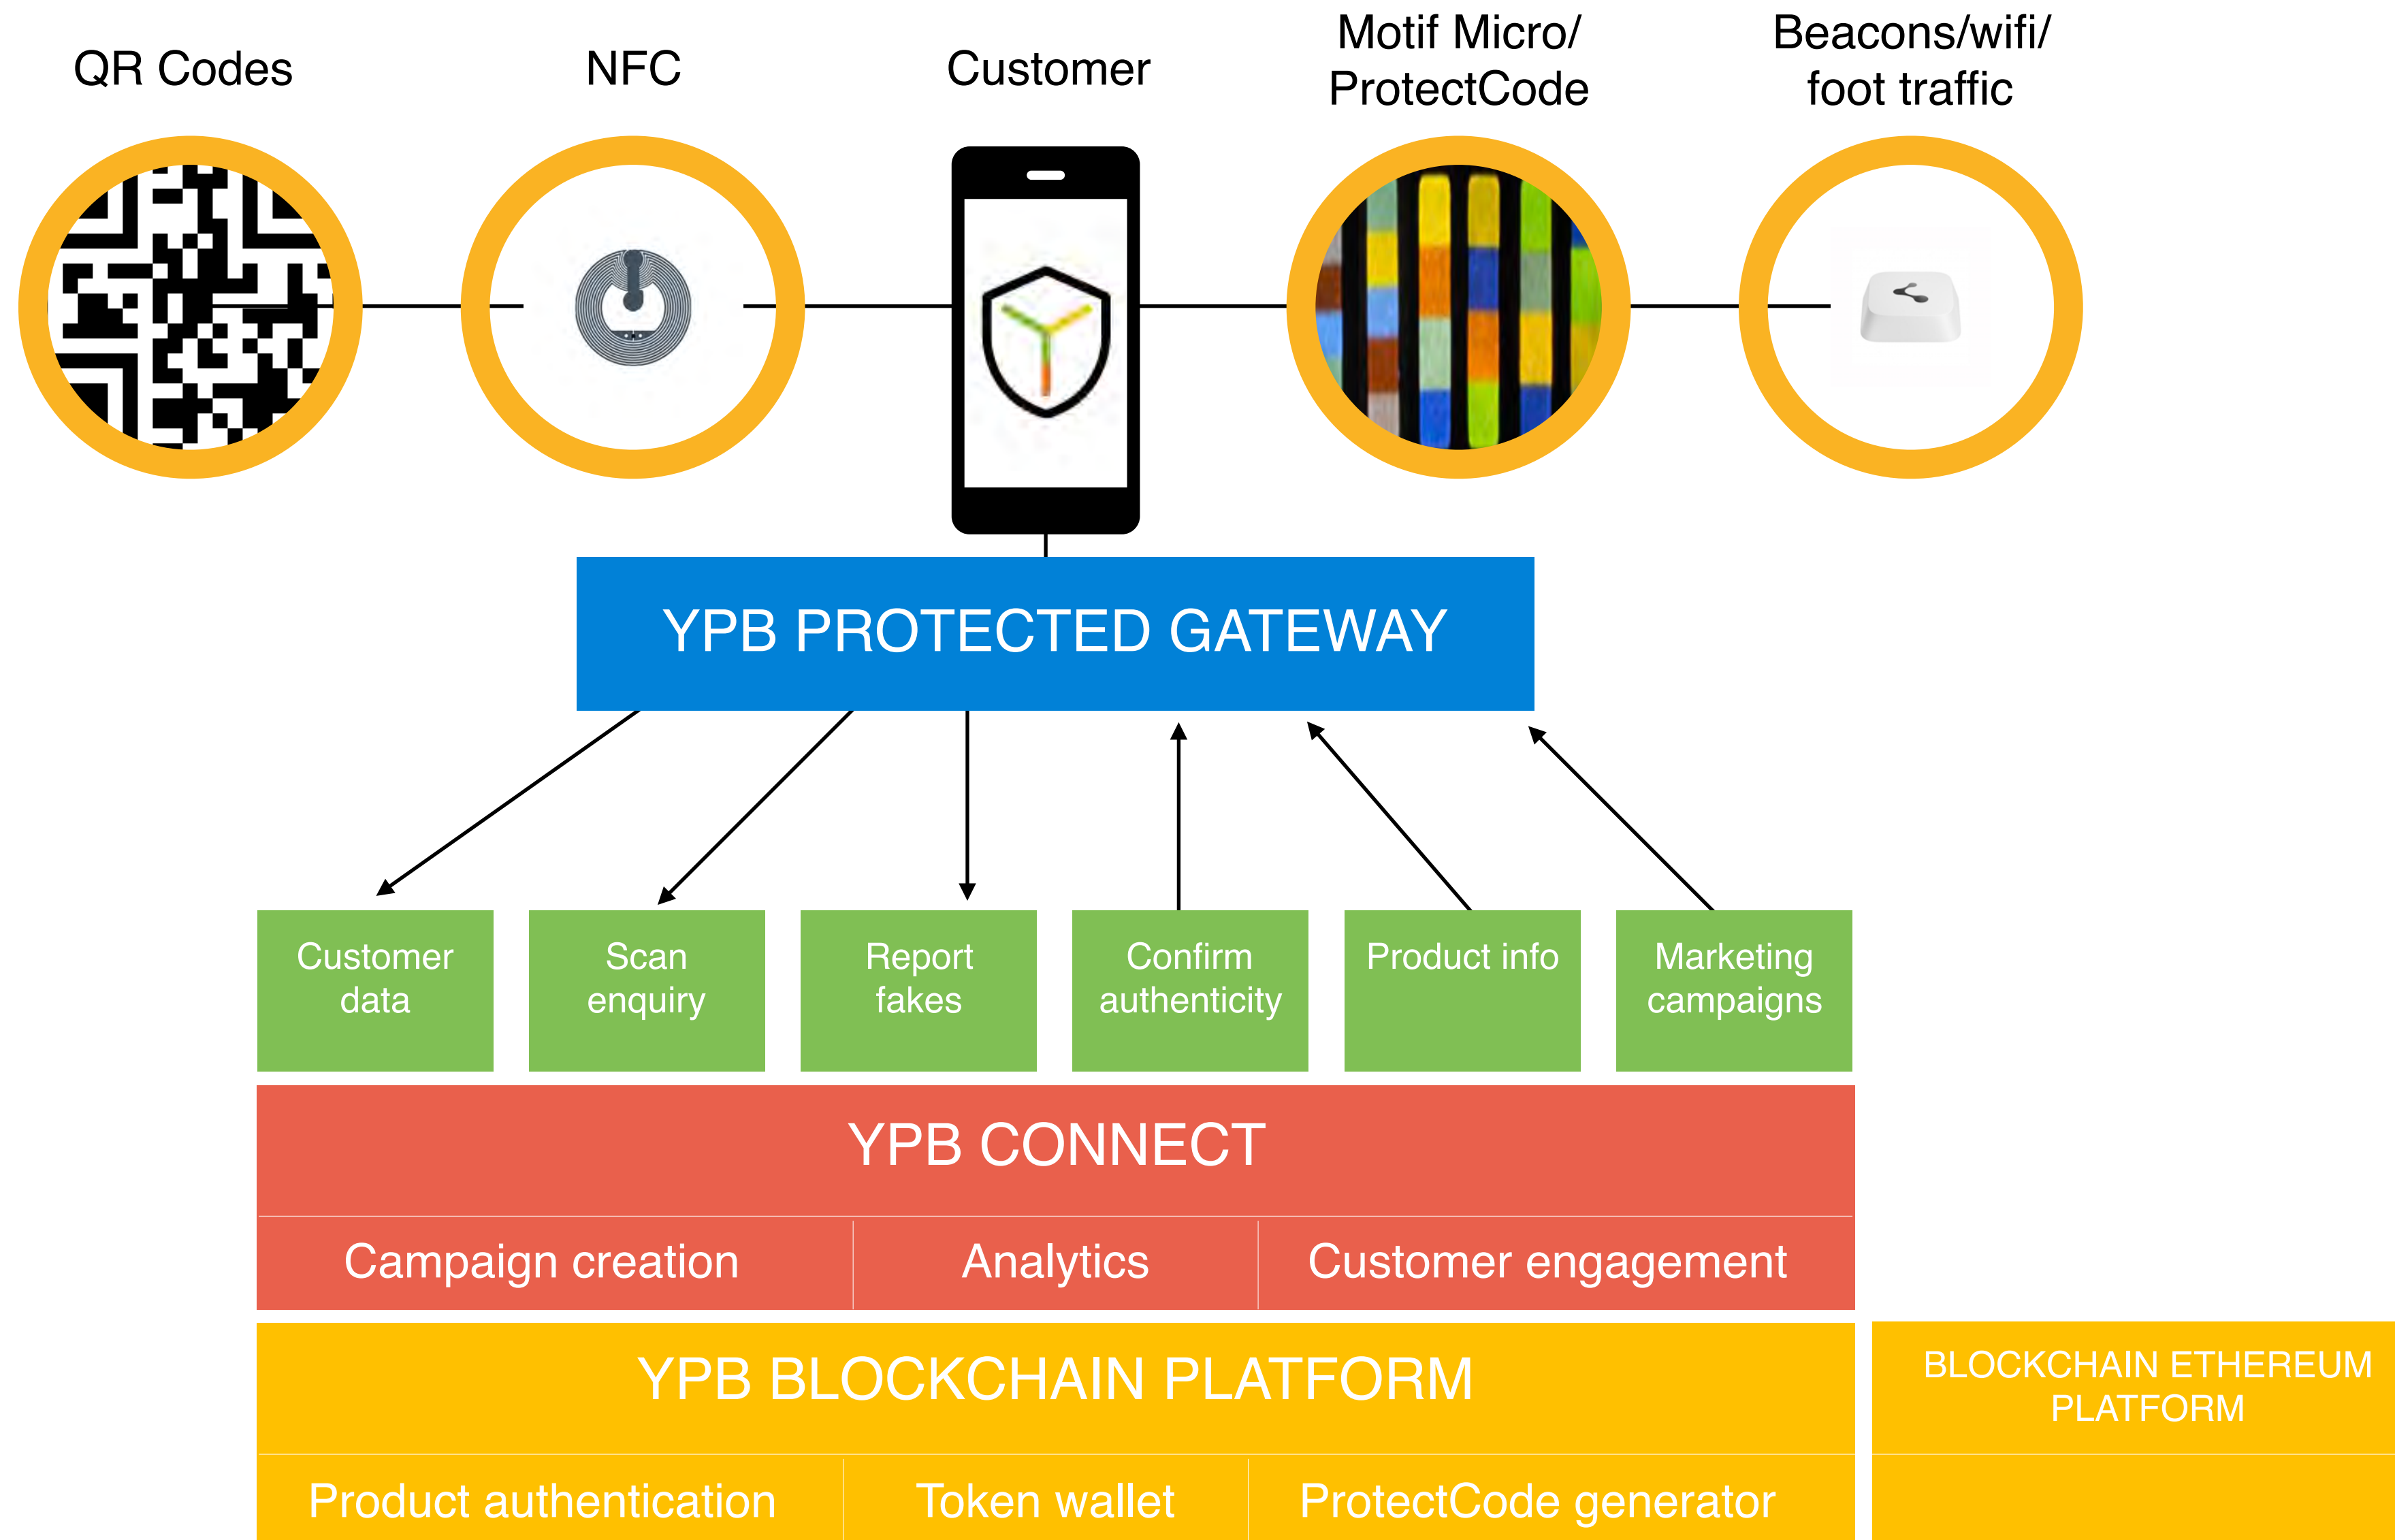 QR Codes
NFC
Customer
Motif Micro/
ProtectCode
Beacons/wifi/
foot traffic
YPB PROTECTED GATEWAY
Customer
data
Scan
enquiry
Report
fakes
Confirm
authenticity
Product info
Marketing
campaigns
YPB CONNECT
Campaign creation
Analytics
Customer engagement
YPB BLOCKCHAIN PLATFORM
BLOCKCHAIN ETHEREUM
PLATFORM
Product authentication
Token wallet
ProtectCode generator